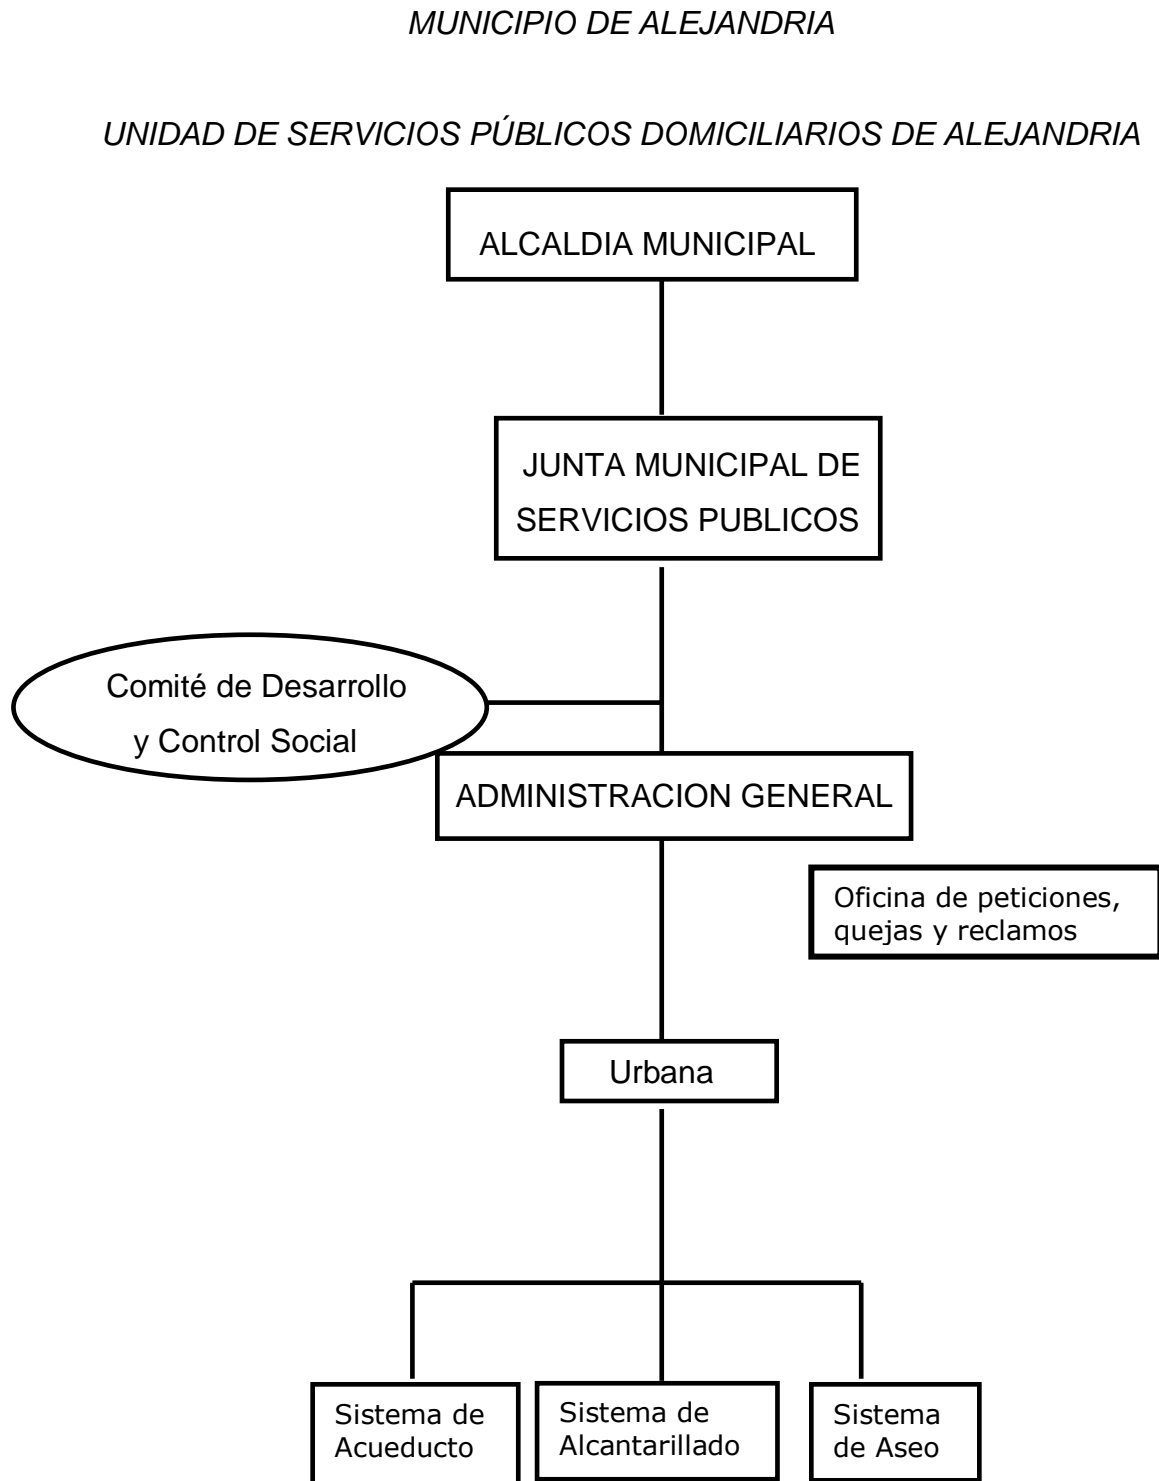 MUNICIPIO DE ALEJANDRIA
UNIDAD DE SERVICIOS PÚBLICOS DOMICILIARIOS DE ALEJANDRIA
ALCALDIA MUNICIPAL
JUNTA MUNICIPAL DE
SERVICIOS PUBLICOS
Comité de Desarrollo
y Control Social
ADMINISTRACION GENERAL
Oficina de peticiones,
quejas y reclamos
Urbana
Sistema de
Acueducto
Sistema de
Alcantarillado
Sistema
de Aseo